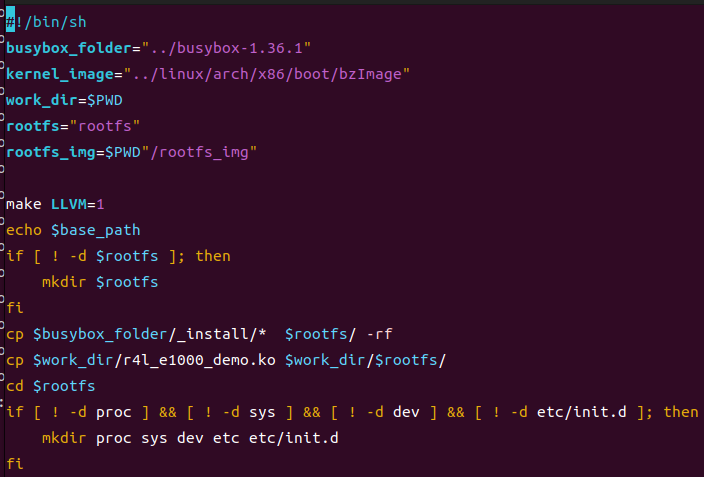 #!/bin/sh
busybox_folder="../busybox-1.36.1"
kernel_image="../linux/arch/x86/boot/bzImage"
work_dir=$PWD
rootfs="rootfs"
rootfs_img=$PWD"/rootfs_img"

make LLVM=1
echo $base_path
if [ ! -d $rootfs ]; then
    mkdir $rootfs
fi
cp $busybox_folder/_install/*  $rootfs/ -rf
cp $work_dir/r4l_e1000_demo.ko $work_dir/$rootfs/
cd $rootfs
if [ ! -d proc ] && [ ! -d sys ] && [ ! -d dev ] && [ ! -d etc/init.d ]; then
    mkdir proc sys dev etc etc/init.d
fi